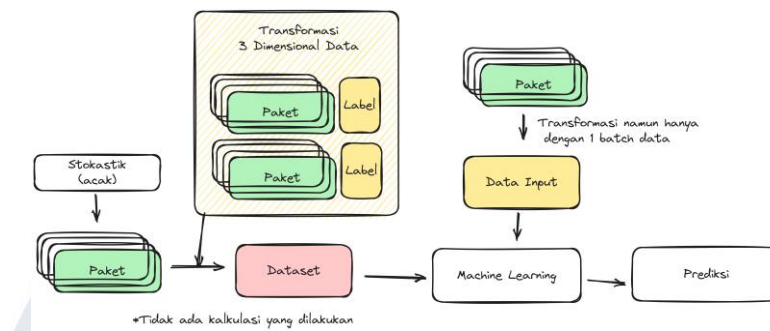 Transformasi
3 Dimensional Data
Paket
Label
Paket
Label
Paket
Transformasi namun hanya
dengan 1 batch data
Stokastik
(acak)
Data Input
Paket
Dataset
Machine Learning
Prediksi
*Tidak ada kalkulasi yang dilakukan